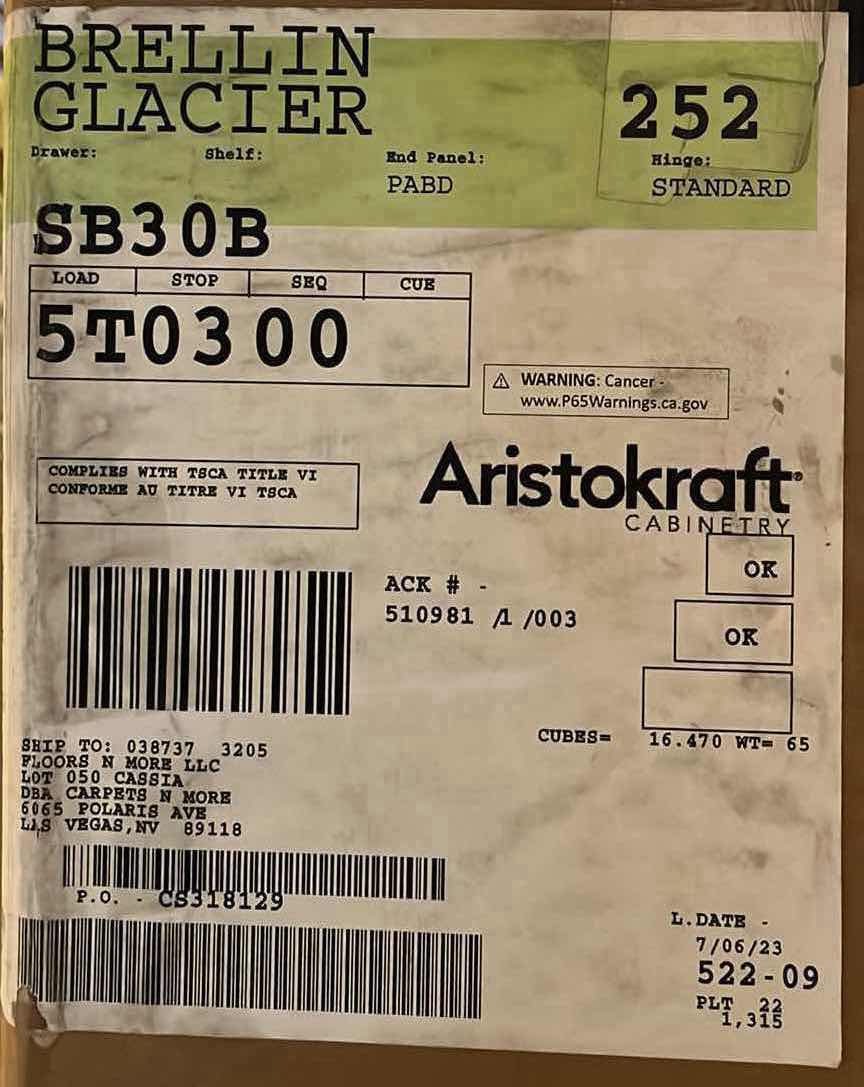 BRELLIN
GLACIER
252
Drawer: Shelf: End Panel: Hinge:
PABD STANDARD
SB30B
LOAD STOP SEQ CUE
5T0300
⚠ WARNING: Cancer -
www.P65Warnings.ca.gov
COMPLIES WITH TSCA TITLE VI
CONFORME AU TITRE VI TSCA
Aristokraft®
CABINETRY
OK
ACK # -
510981 /1 /003
OK
CUBES= 16.470 WT= 65
SHIP TO: 038737 3205
FLOORS N MORE LLC
LOT 050 CASSIA
DBA CARPETS N MORE
6065 POLARIS AVE
LAS VEGAS,NV 89118
P.O. - CS318129
L.DATE -
7/06/23
522-09
PLT 22
1,315